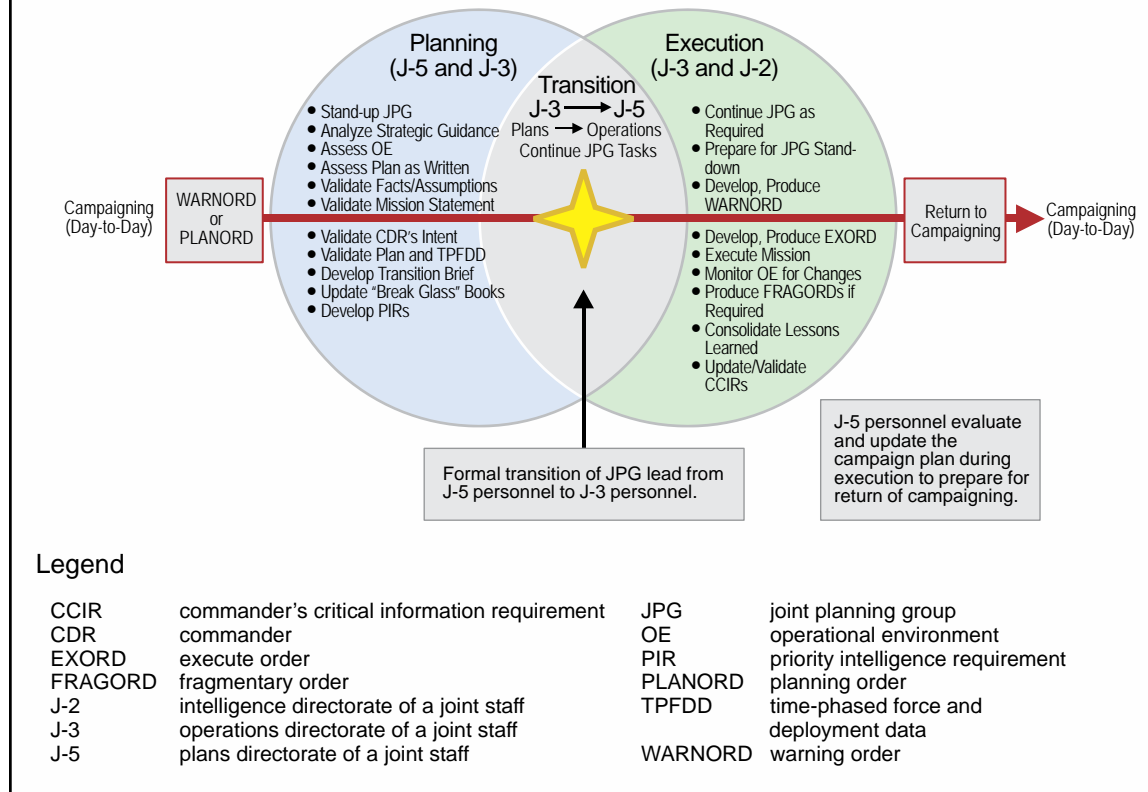 Planning
(J-5 and J-3)
• Stand-up JPG
• Analyze Strategic Guidance
• Assess OE
• Assess Plan as Written
• Validate Facts/Assumptions
• Validate Mission Statement
• Validate CDR's Intent
• Validate Plan and TPFDD
• Develop Transition Brief
• Update “Break Glass” Books
• Develop PIRs
Transition
J-3 → J-5
Plans → Operations
Continue JPG Tasks
Execution
(J-3 and J-2)
• Continue JPG as
Required
• Prepare for JPG Stand-
down
• Develop, Produce
WARNORD
• Develop, Produce EXORD
• Execute Mission
• Monitor OE for Changes
• Produce FRAGORDs if
Required
• Consolidate Lessons
Learned
• Update/Validate
CCIRs
Campaigning
(Day-to-Day)
WARNORD
or
PLANORD
Return to
Campaigning
Campaigning
(Day-to-Day)
Formal transition of JPG lead from
J-5 personnel to J-3 personnel.
J-5 personnel evaluate
and update the
campaign plan during
execution to prepare for
return of campaigning.
Legend
CCIR commander's critical information requirement
CDR commander
EXORD execute order
FRAGORD fragmentary order
J-2 intelligence directorate of a joint staff
J-3 operations directorate of a joint staff
J-5 plans directorate of a joint staff
JPG joint planning group
OE operational environment
PIR priority intelligence requirement
PLANORD planning order
TPFDD time-phased force and
deployment data
WARNORD warning order